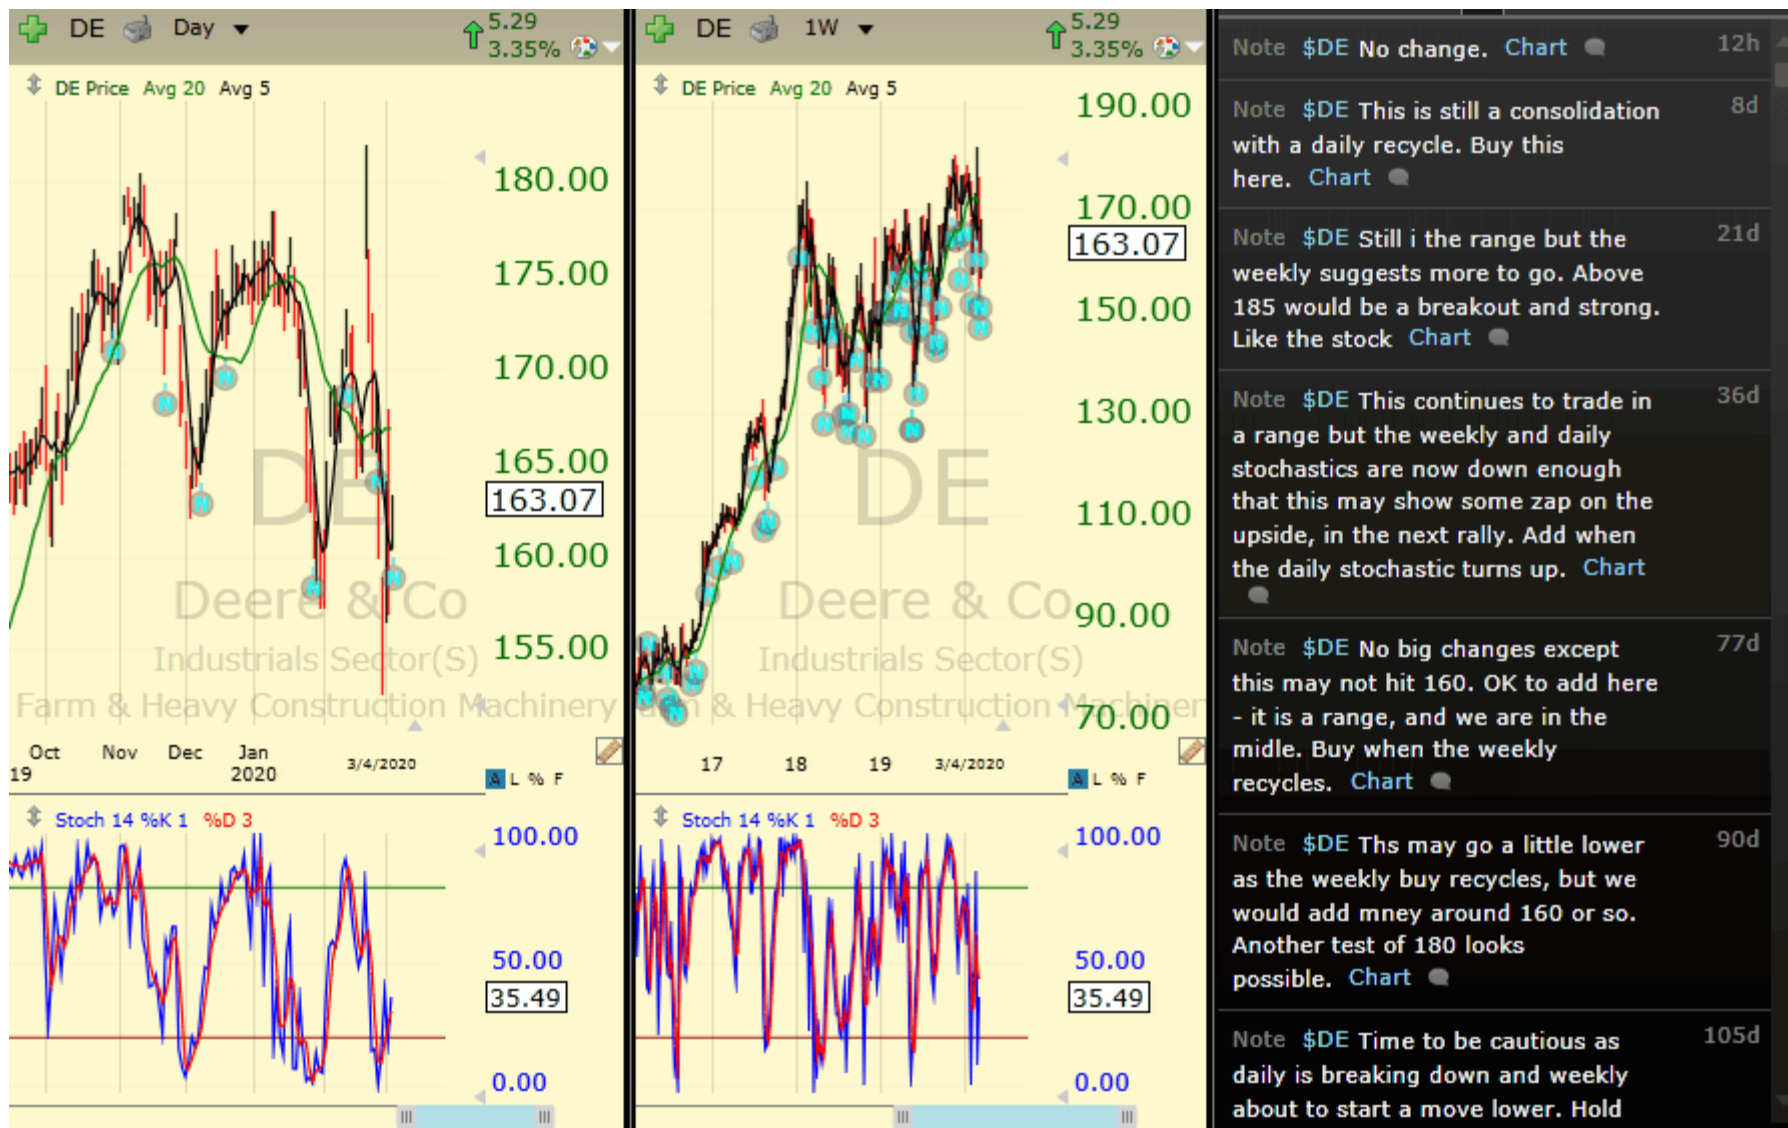 DE Day 5.29
3.35%
DE Price Avg 20 Avg 5
180.00
175.00
170.00
165.00
163.07
160.00
155.00
DE
Deere & Co
Industrials Sector(S)
Farm & Heavy Construction Machinery
Oct Nov Dec Jan
19 2020 3/4/2020
A L % F
Stoch 14 %K 1 %D 3
100.00
50.00
35.49
0.00
DE 1W 5.29
3.35%
DE Price Avg 20 Avg 5
190.00
170.00
163.07
150.00
130.00
110.00
90.00
70.00
DE
Deere & Co
Industrials Sector(S)
& Heavy Construction Machiner
17 18 19 3/4/2020
A L % F
Stoch 14 %K 1 %D 3
100.00
50.00
35.49
0.00
Note $DE No change. Chart 12h
Note $DE This is still a consolidation 8d
with a daily recycle. Buy this
here. Chart
Note $DE Still i the range but the 21d
weekly suggests more to go. Above
185 would be a breakout and strong.
Like the stock Chart
Note $DE This continues to trade in 36d
a range but the weekly and daily
stochastics are now down enough
that this may show some zap on the
upside, in the next rally. Add when
the daily stochastic turns up. Chart
Note $DE No big changes except 77d
this may not hit 160. OK to add here
- it is a range, and we are in the
midle. Buy when the weekly
recycles. Chart
Note $DE Ths may go a little lower 90d
as the weekly buy recycles, but we
would add mney around 160 or so.
Another test of 180 looks
possible. Chart
Note $DE Time to be cautious as 105d
daily is breaking down and weekly
about to start a move lower. Hold